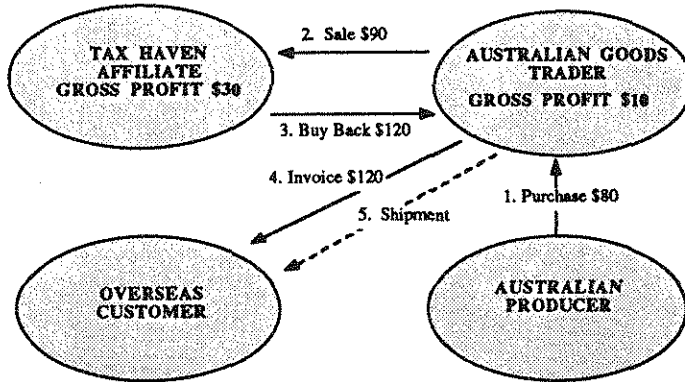 2. Sale $90
TAX HAVEN
AFFILIATE
GROSS PROFIT $30
AUSTRALIAN GOODS
TRADER
GROSS PROFIT $10
3. Buy Back $120
4. Invoice $120
5. Shipment
1. Purchase $80
OVERSEAS
CUSTOMER
AUSTRALIAN
PRODUCER